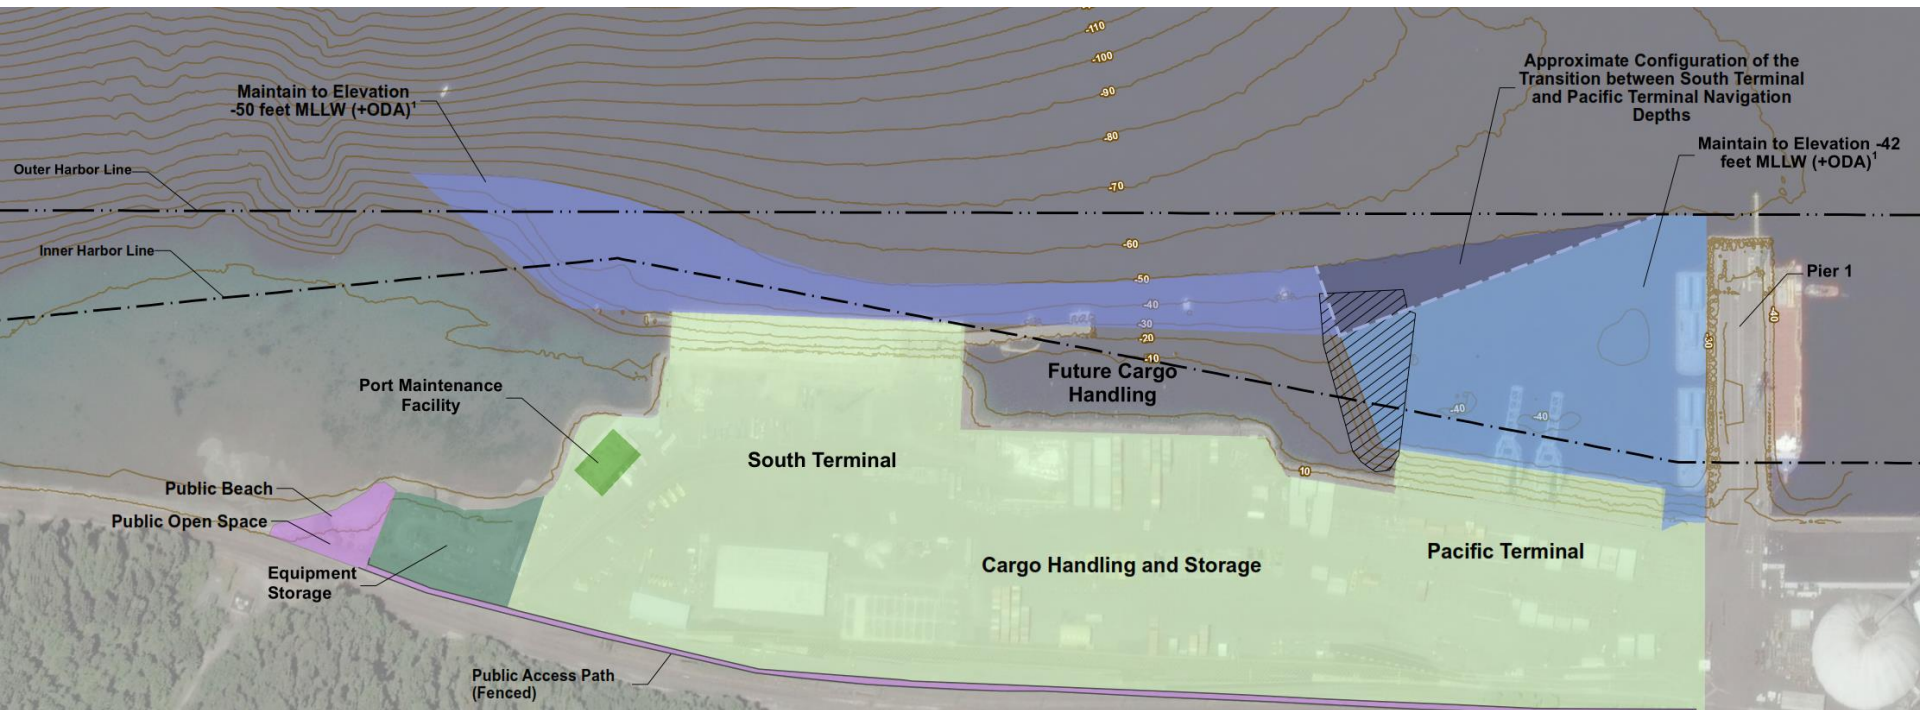 -110
-100
-90
-80
-70
-60
-50
-40
-30
-20
-10
Maintain to Elevation
-50 feet MLLW (+ODA)¹
Approximate Configuration of the
Transition between South Terminal
and Pacific Terminal Navigation
Depths
Maintain to Elevation -42
feet MLLW (+ODA)¹
Outer Harbor Line
Inner Harbor Line
Pier 1
-40
-30
Port Maintenance
Facility
Future Cargo
Handling
-40
-40
South Terminal
10
Public Beach
Public Open Space
Equipment
Storage
Cargo Handling and Storage
Pacific Terminal
Public Access Path
(Fenced)